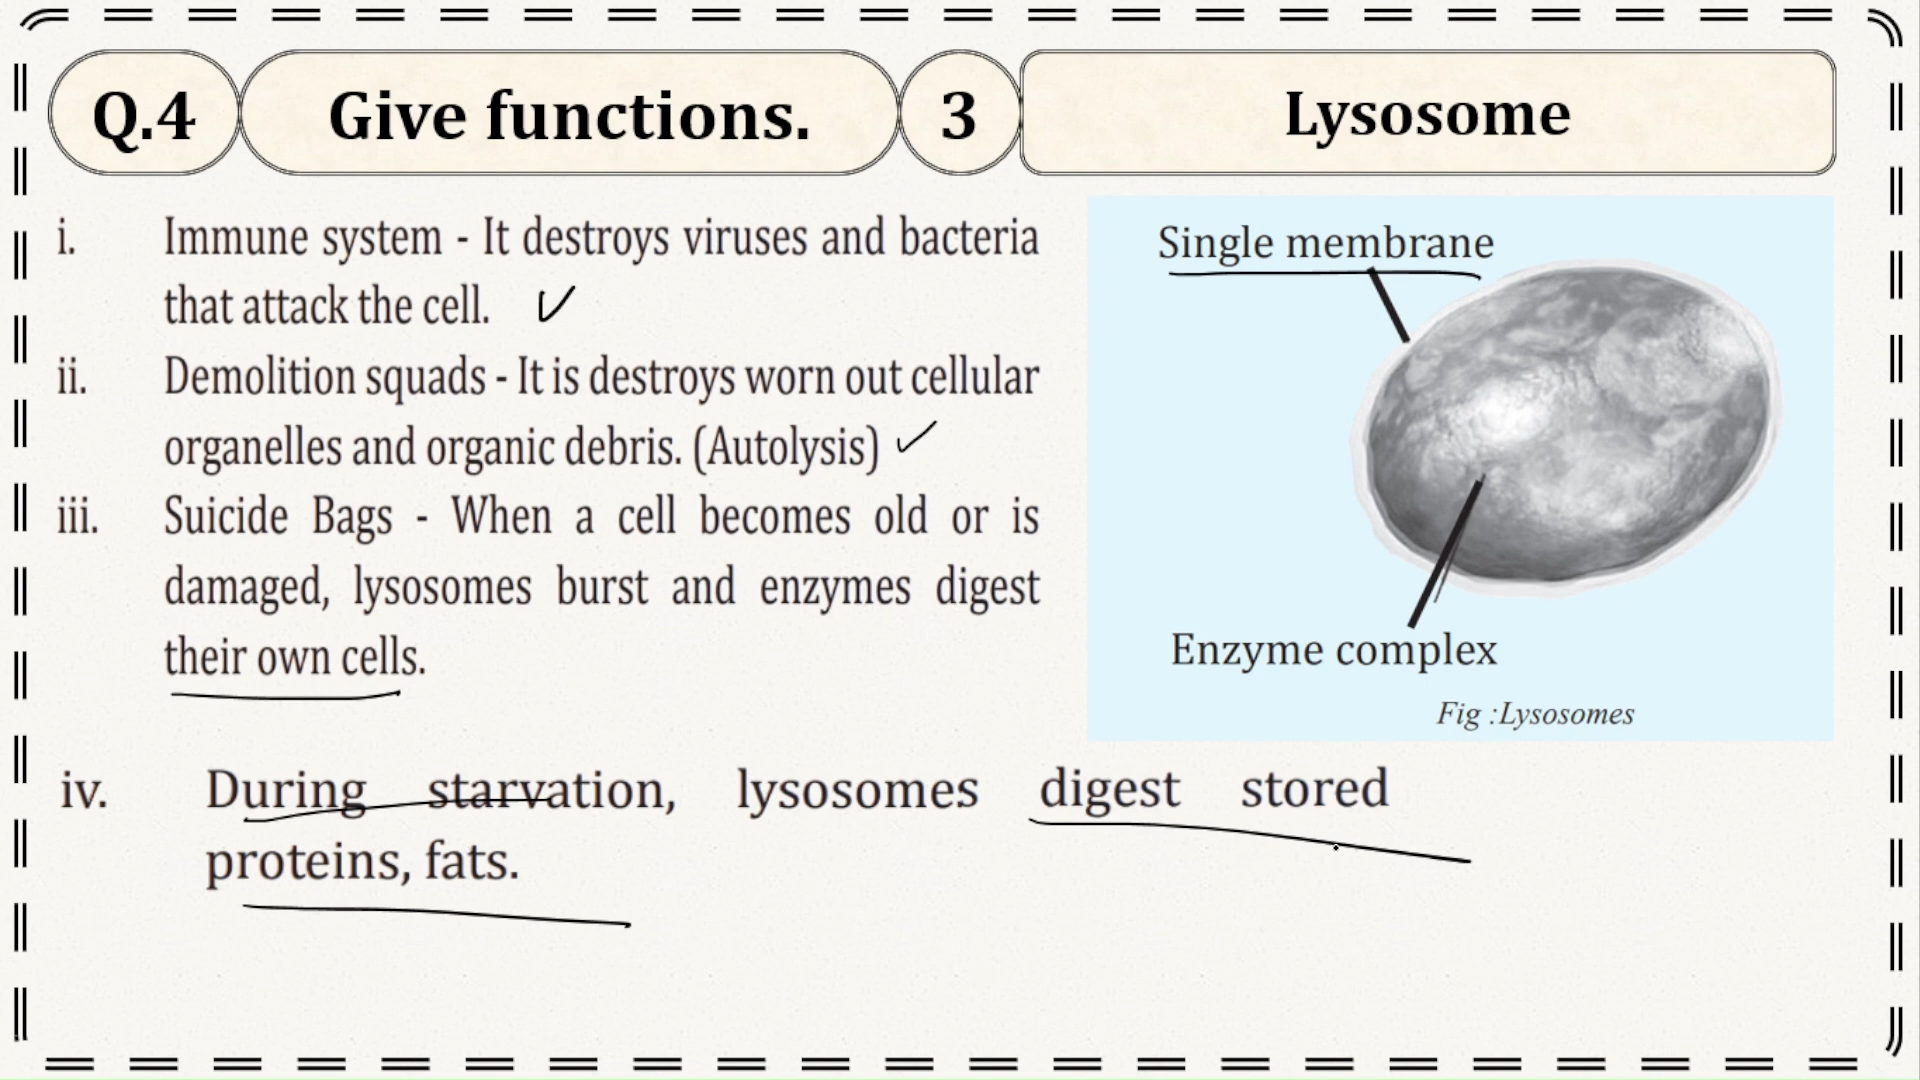 Q.4 Give functions. 3 Lysosome
i. Immune system - It destroys viruses and bacteria
that attack the cell.
ii. Demolition squads - It is destroys worn out cellular
organelles and organic debris. (Autolysis)
iii. Suicide Bags - When a cell becomes old or is
damaged, lysosomes burst and enzymes digest
their own cells.
Single membrane
Enzyme complex
Fig :Lysosomes
iv. During starvation, lysosomes digest stored
proteins, fats.